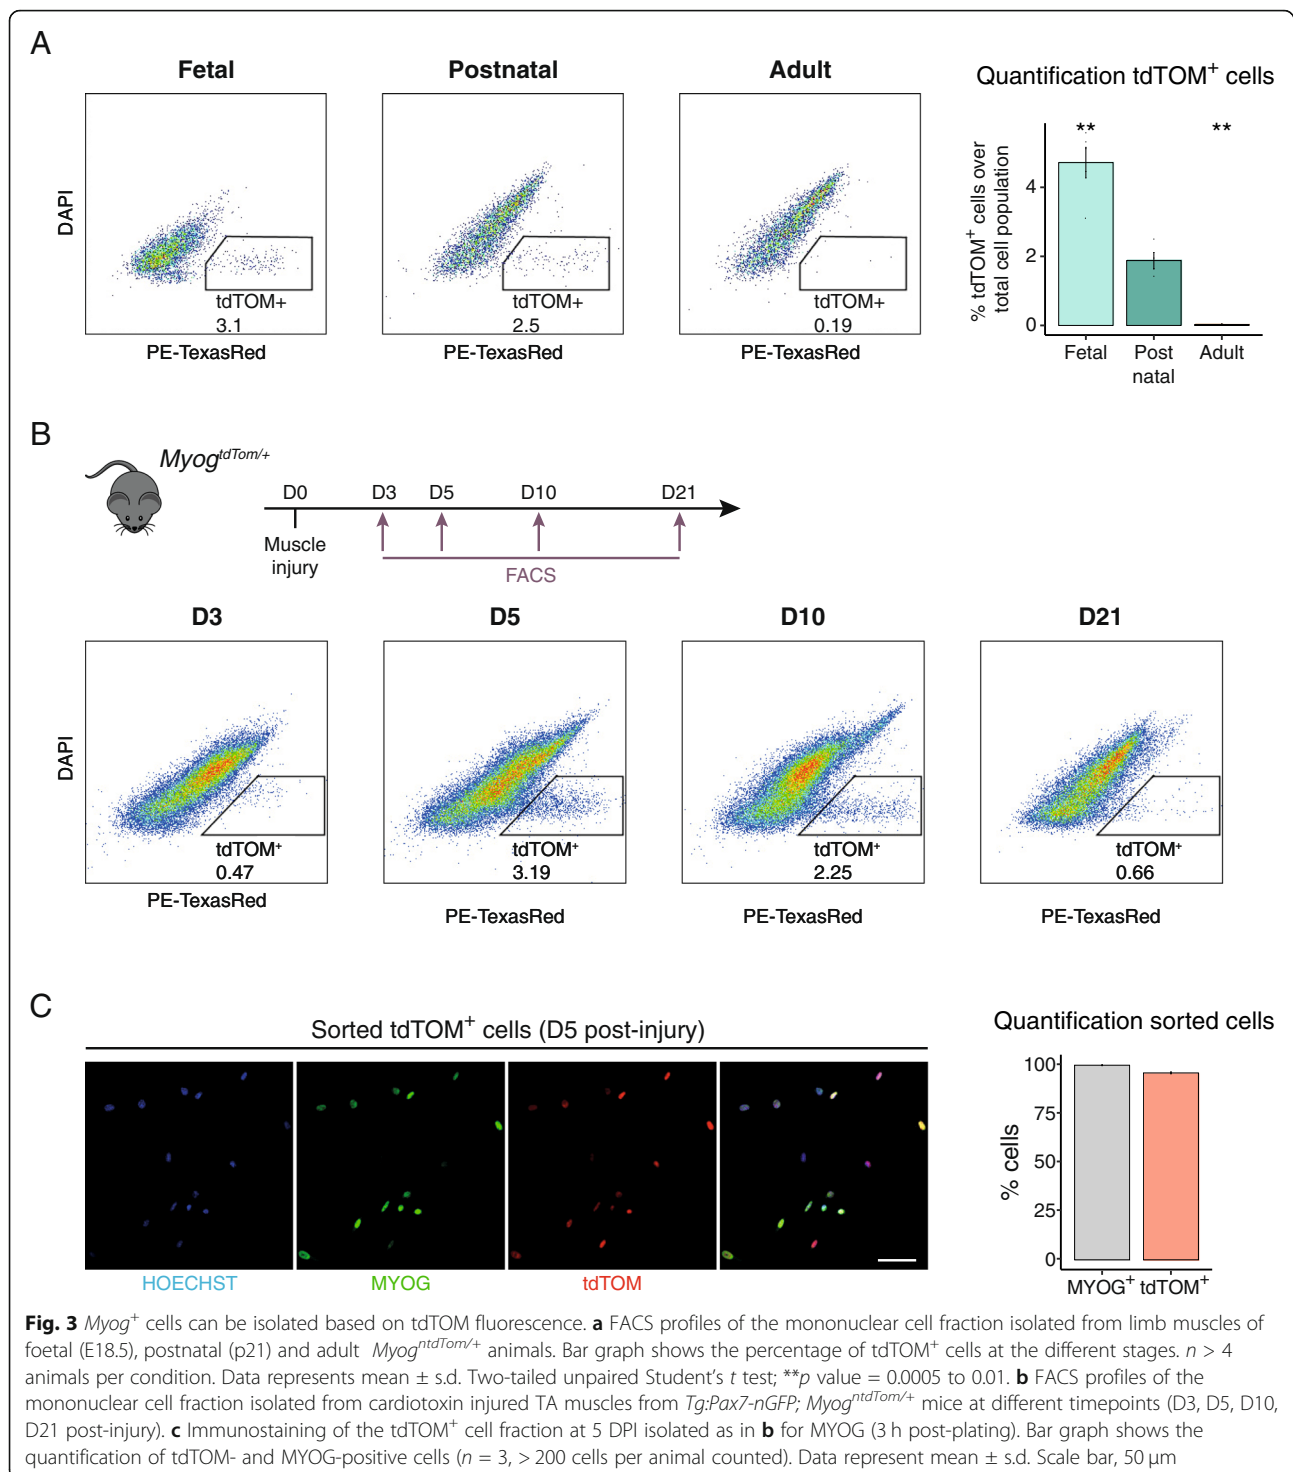 A
Fetal
Postnatal
Adult
Quantification tdTOM⁺ cells
DAPI
tdTOM+
3.1
PE-TexasRed
tdTOM+
2.5
PE-TexasRed
tdTOM+
0.19
PE-TexasRed
% tdTOM⁺ cells over
total cell population
4
2
0
**
**
Fetal
Post
natal
Adult
B
Myog^tdTom/+
D0
D3
D5
D10
D21
Muscle
injury
FACS
D3
D5
D10
D21
DAPI
tdTOM⁺
0.47
PE-TexasRed
tdTOM⁺
3.19
PE-TexasRed
tdTOM⁺
2.25
PE-TexasRed
tdTOM⁺
0.66
PE-TexasRed
C
Sorted tdTOM⁺ cells (D5 post-injury)
HOECHST
MYOG
tdTOM
Quantification sorted cells
% cells
100
75
50
25
0
MYOG⁺ tdTOM⁺
Fig. 3 Myog⁺ cells can be isolated based on tdTOM fluorescence. a FACS profiles of the mononuclear cell fraction isolated from limb muscles of
foetal (E18.5), postnatal (p21) and adult Myog^ntdTom/+ animals. Bar graph shows the percentage of tdTOM⁺ cells at the different stages. n > 4
animals per condition. Data represents mean ± s.d. Two-tailed unpaired Student's t test; **p value = 0.0005 to 0.01. b FACS profiles of the
mononuclear cell fraction isolated from cardiotoxin injured TA muscles from Tg:Pax7-nGFP; Myog^ntdTom/+ mice at different timepoints (D3, D5, D10,
D21 post-injury). c Immunostaining of the tdTOM⁺ cell fraction at 5 DPI isolated as in b for MYOG (3 h post-plating). Bar graph shows the
quantification of tdTOM- and MYOG-positive cells (n = 3, > 200 cells per animal counted). Data represent mean ± s.d. Scale bar, 50 μm